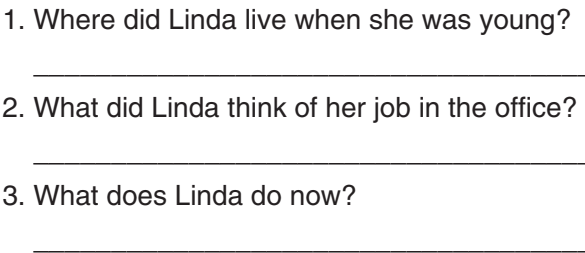 1. Where did Linda live when she was young?
2. What did Linda think of her job in the office?
3. What does Linda do now?